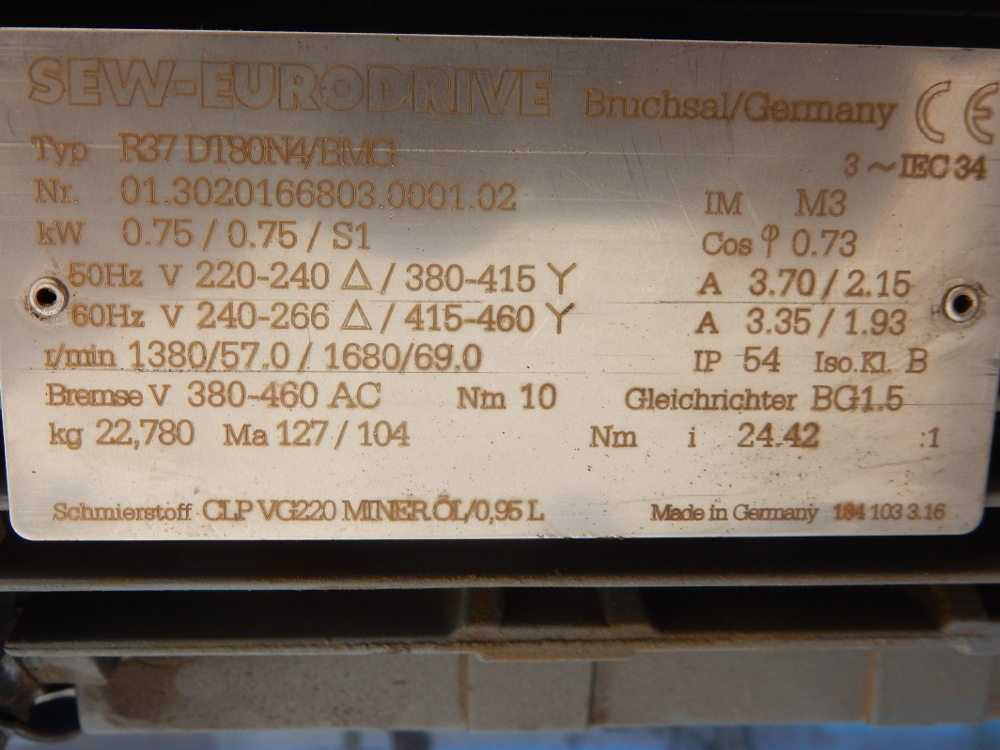 SEW-EURODRIVE Bruchsal/Germany CE
Typ R37 DT80N4/BMG 3 ~ IEC 34
Nr. 01.3020166803.0001.02 IM M3
kW 0.75 / 0.75 / S1 Cos φ 0.73
50Hz V 220-240 △ / 380-415 Y A 3.70 / 2.15
60Hz V 240-266 △ / 415-460 Y A 3.35 / 1.93
r/min 1380/57.0 / 1680/69.0 IP 54 Iso.Kl. B
Bremse V 380-460 AC Nm 10 Gleichrichter BG1.5
kg 22,780 Ma 127 / 104 Nm i 24.42 :1
Schmierstoff CLP VG220 MINER.ÖL/0,95 L Made in Germany 184 103 3.16